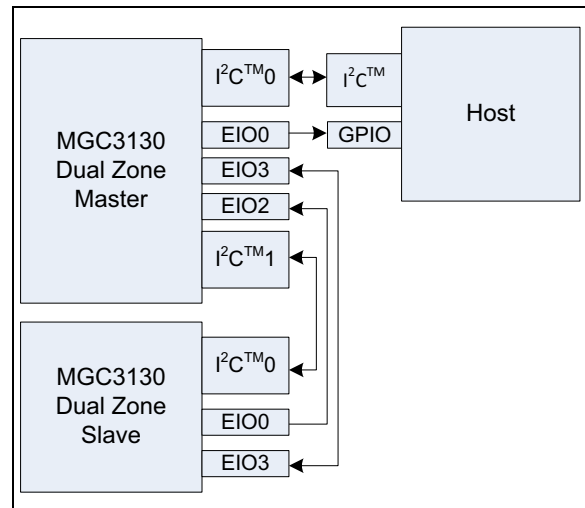 MGC3130
Dual Zone
Master
I²C™0
EIO0
EIO3
EIO2
I²C™1
I²C™
GPIO
Host
MGC3130
Dual Zone
Slave
I²C™0
EIO0
EIO3